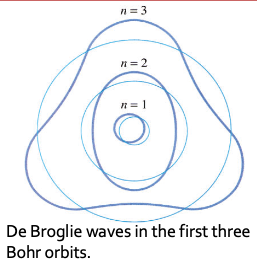 n = 3
n = 2
n = 1
De Broglie waves in the first three
Bohr orbits.